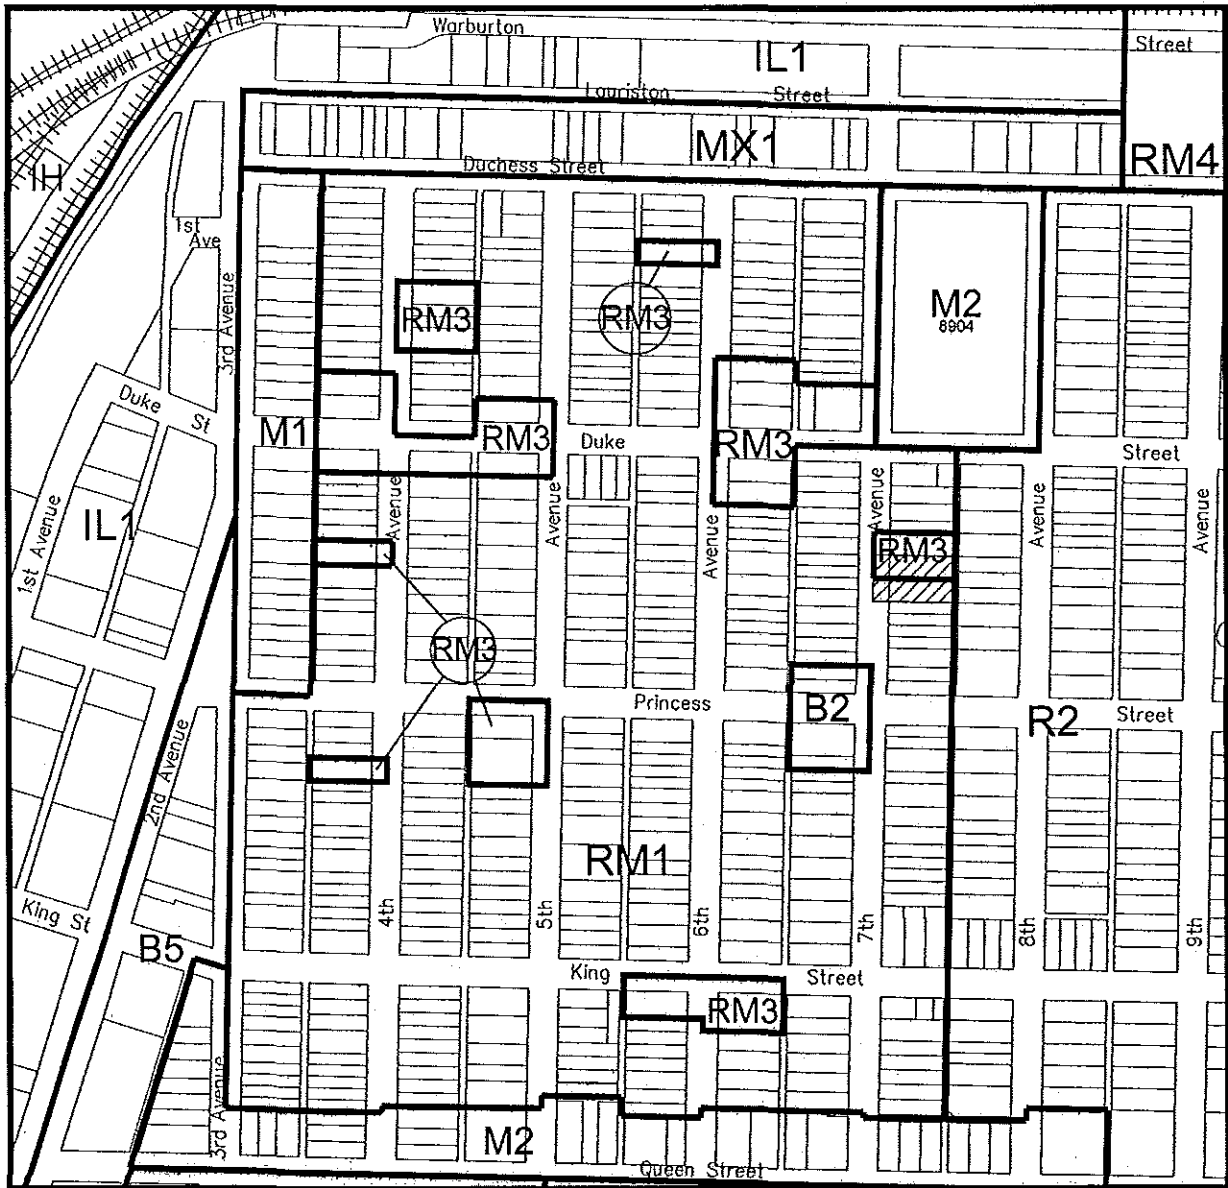 Warburton
Street
IL1
Lauriston
Street
MX1
RM4
Duchess Street
IH
1st
Ave
3rd Avenue
RM3
RM3
M2
8904
Duke
St
M1
RM3
Duke
RM3
Street
IL1
1st Avenue
Avenue
Avenue
Avenue
Avenue
Avenue
Avenue
RM3
RM3
Princess
B2
R2
Street
2nd Avenue
RM1
King St
4th
5th
6th
7th
8th
9th
B5
King
Street
RM3
3rd Avenue
M2
Queen Street